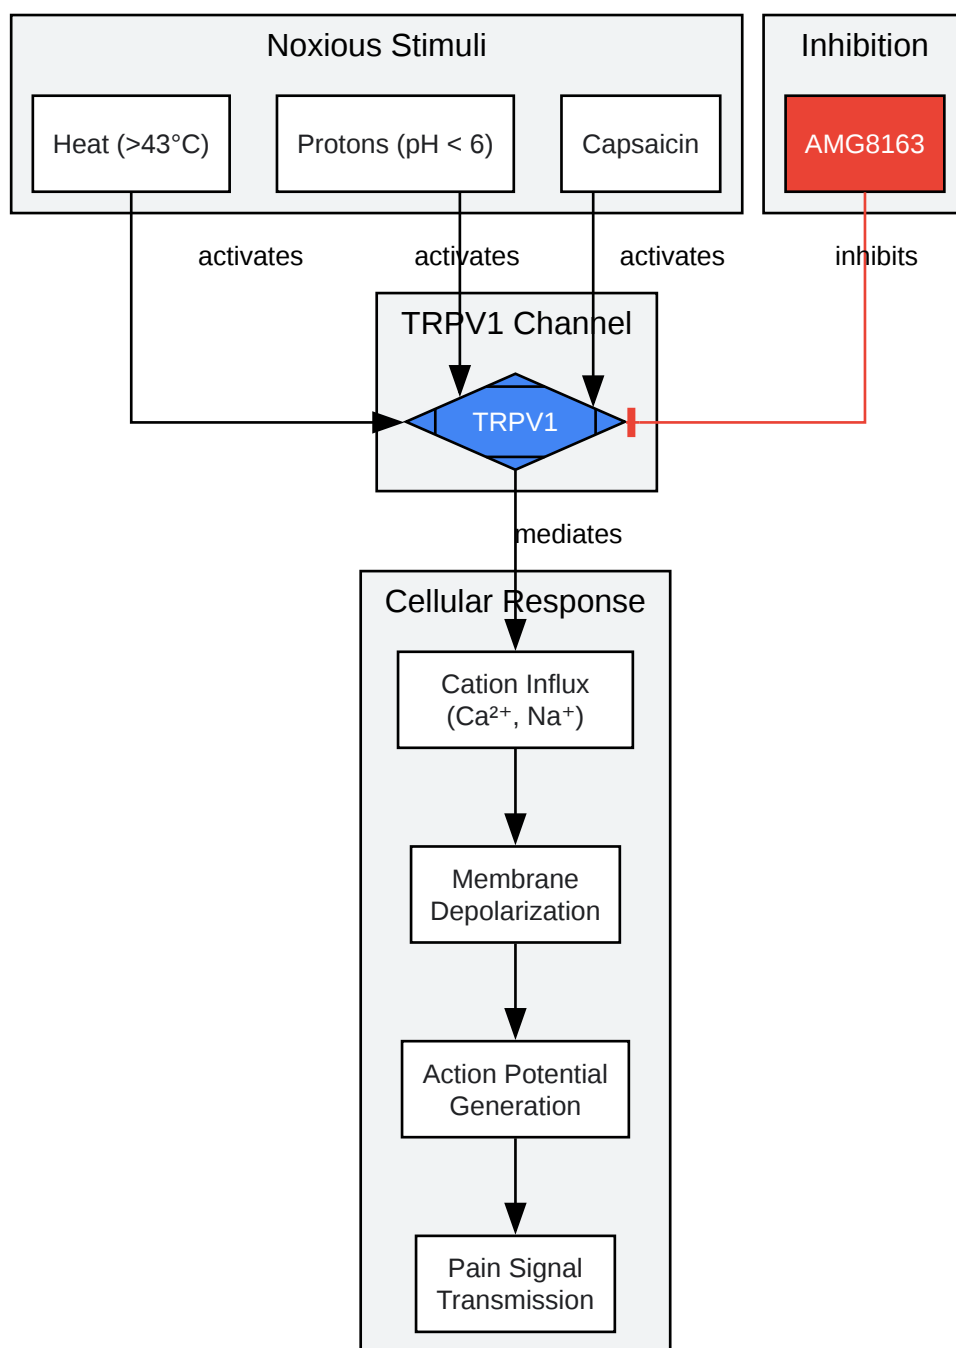 Noxious Stimuli
Inhibition
Heat (>43°C)
Protons (pH < 6)
Capsaicin
AMG8163
activates
activates
activates
inhibits
TRPV1 Channel
TRPV1
mediates
Cellular Response
Cation Influx
(Ca²⁺, Na⁺)
Membrane
Depolarization
Action Potential
Generation
Pain Signal
Transmission